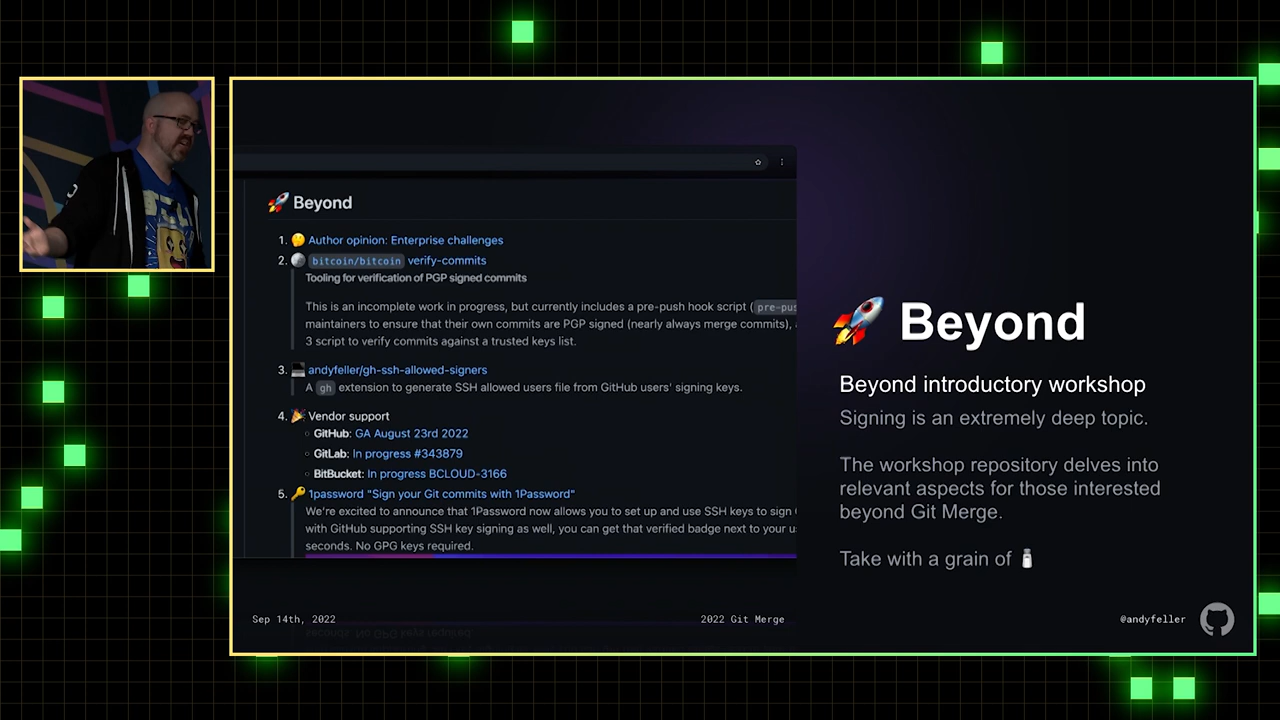 🚀 Beyond
1. 🤔 Author opinion: Enterprise challenges
2. bitcoin/bitcoin verify-commits
Tooling for verification of PGP signed commits
This is an incomplete work in progress, but currently includes a pre-push hook script (
maintainers to ensure that their own commits are PGP signed (nearly always merge commits),
3 script to verify commits against a trusted keys list.
3. andyfeller/gh-ssh-allowed-signers
A gh extension to generate SSH allowed users file from GitHub users' signing keys.
4. 🎉 Vendor support
GitHub: GA August 23rd 2022
GitLab: In progress #343879
BitBucket: In progress BCLOUD-3166
5. 🔑 1password "Sign your Git commits with 1Password"
We're excited to announce that 1Password now allows you to set up and use SSH keys to sign
with GitHub supporting SSH key signing as well, you can get that verified badge next to your
seconds. No GPG keys required.
🚀 Beyond
Beyond introductory workshop
Signing is an extremely deep topic.
The workshop repository delves into
relevant aspects for those interested
beyond Git Merge.
Take with a grain of 🧂
Sep 14th, 2022
2022 Git Merge
@andyfeller